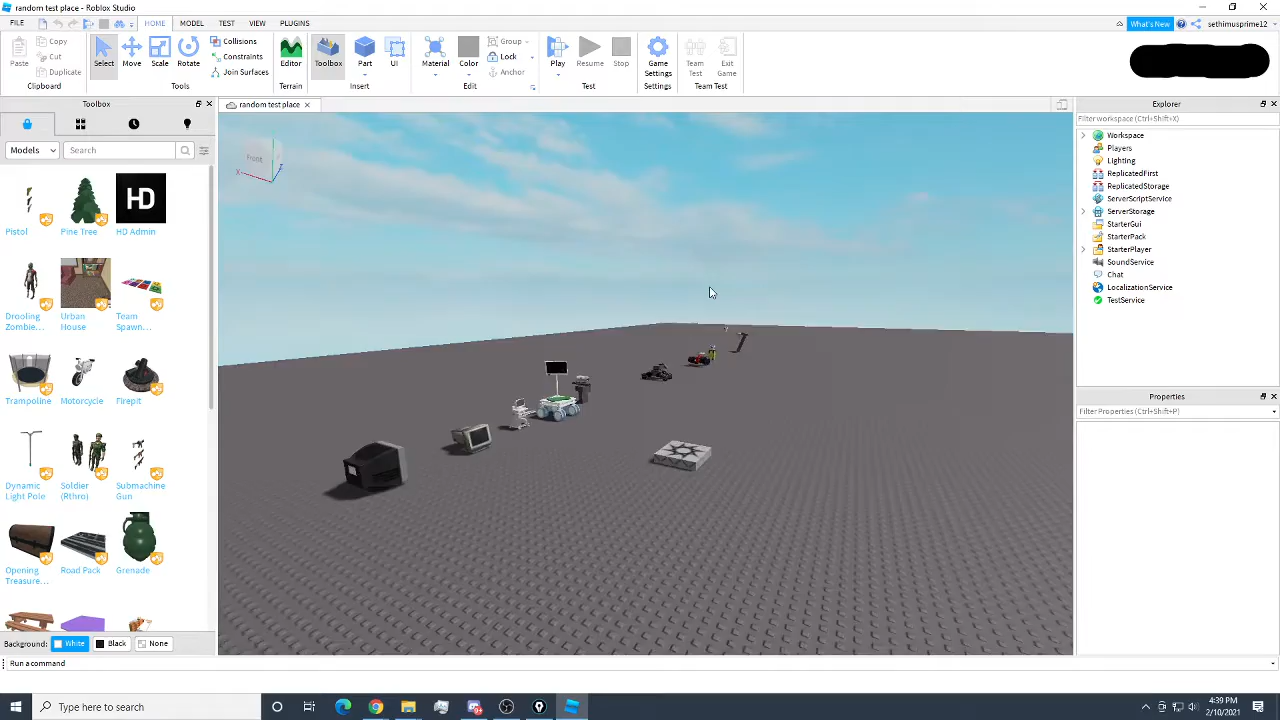 random test place - Roblox Studio
FILE
HOME
MODEL
TEST
VIEW
PLUGINS
What's New
sethimusprime12
Paste
Copy
Cut
Duplicate
Clipboard
Select
Move
Scale
Rotate
Collisions
Constraints
Join Surfaces
Tools
Editor
Terrain
Toolbox
Part
UI
Insert
Material
Color
Group
Lock
Anchor
Edit
Play
Resume
Stop
Test
Game
Settings
Settings
Team
Test
Exit
Game
Team Test
Toolbox
random test place
Explorer
Filter workspace (Ctrl+Shift+X)
Models
Search
Front
X
Workspace
Players
Lighting
ReplicatedFirst
ReplicatedStorage
ServerScriptService
ServerStorage
StarterGui
StarterPack
StarterPlayer
SoundService
Chat
LocalizationService
TestService
HD
Pistol
Pine Tree
HD Admin
Drooling
Zombie...
Urban
House
Team
Spawn...
Trampoline
Motorcycle
Firepit
Dynamic
Light Pole
Soldier
(Rthro)
Submachine
Gun
Opening
Treasure...
Road Pack
Grenade
Properties
Filter Properties (Ctrl+Shift+P)
Background:
White
Black
None
Run a command
Type here to search
4:39 PM
2/10/2021